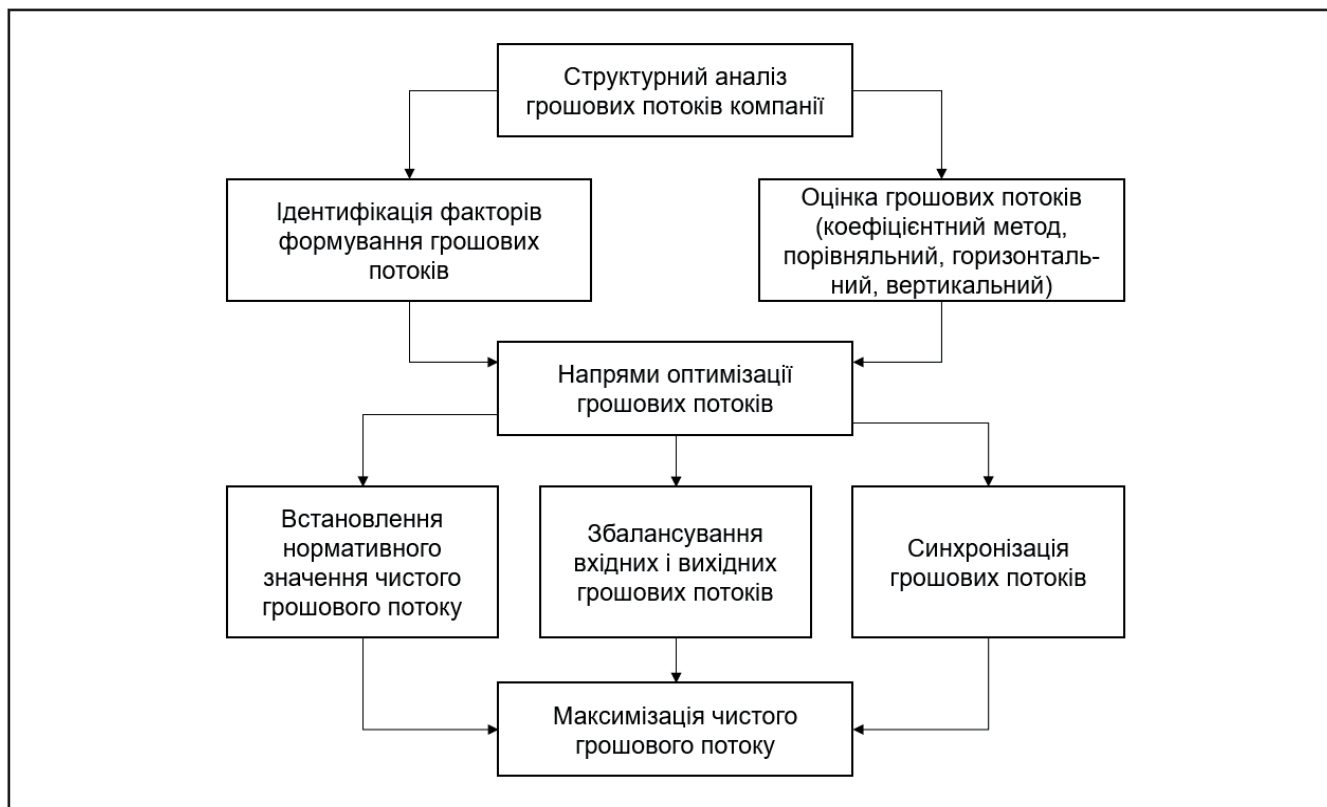 Структурний аналіз
грошових потоків компанії
Ідентифікація факторів
формування грошових
потоків
Оцінка грошових потоків
(коефіцієнтний метод,
порівняльний, горизонталь-
ний, вертикальний)
Напрями оптимізації
грошових потоків
Встановлення
нормативного
значення чистого
грошового потоку
Збалансування
вхідних і вихідних
грошових потоків
Синхронізація
грошових потоків
Максимізація чистого
грошового потоку